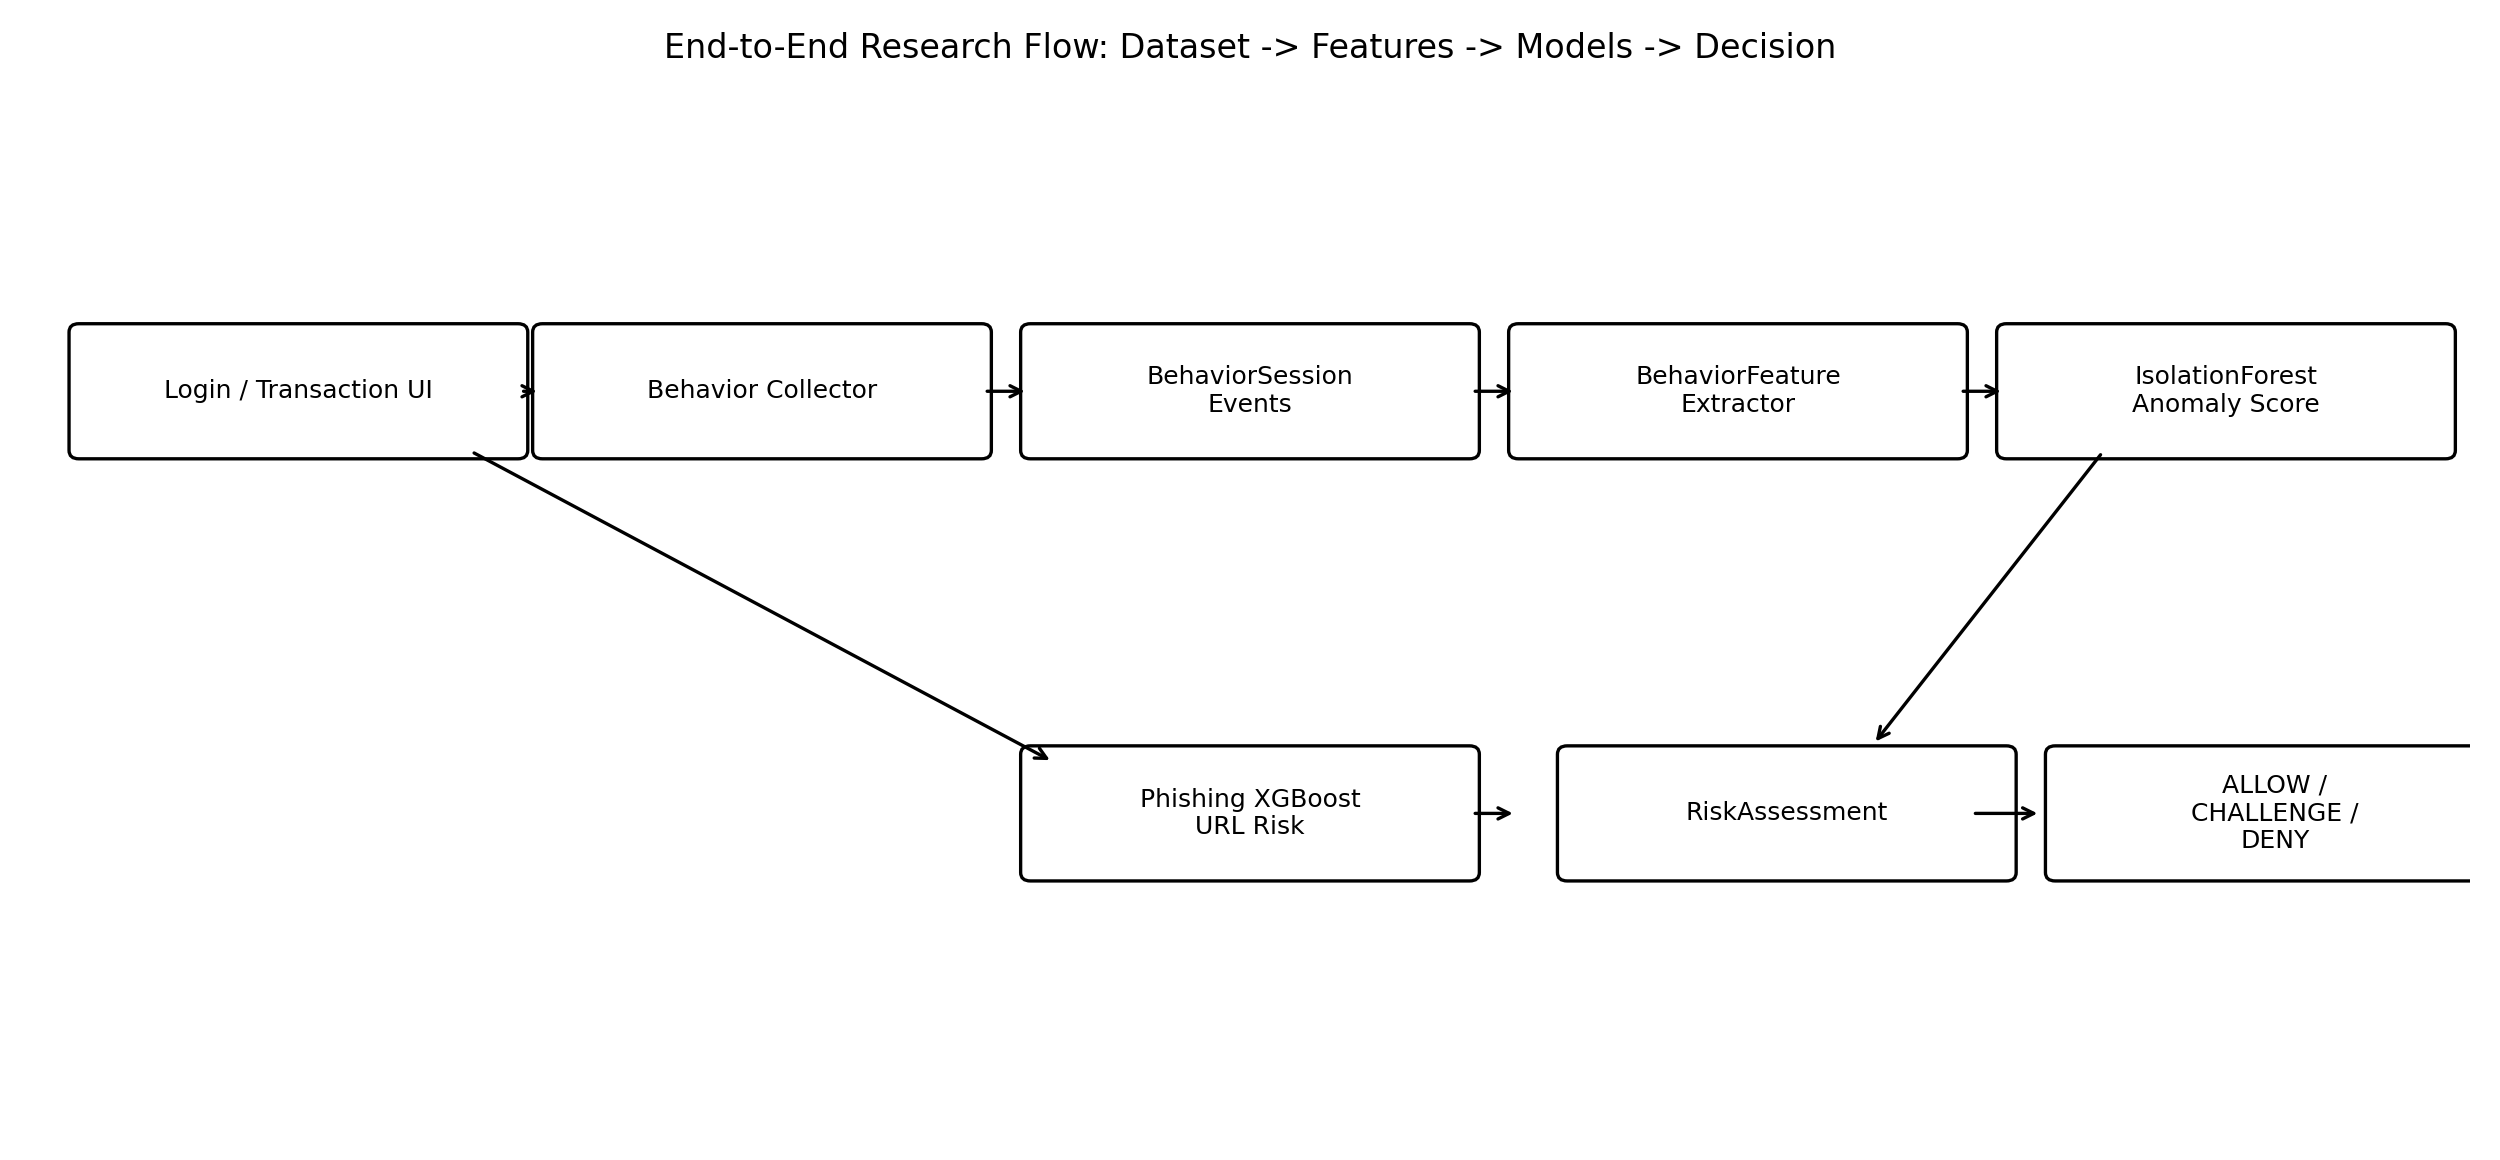 End-to-End Research Flow: Dataset -> Features -> Models -> Decision
Login / Transaction UI
Behavior Collector
BehaviorSession
Events
BehaviorFeature
Extractor
IsolationForest
Anomaly Score
Phishing XGBoost
URL Risk
RiskAssessment
ALLOW /
CHALLENGE /
DENY